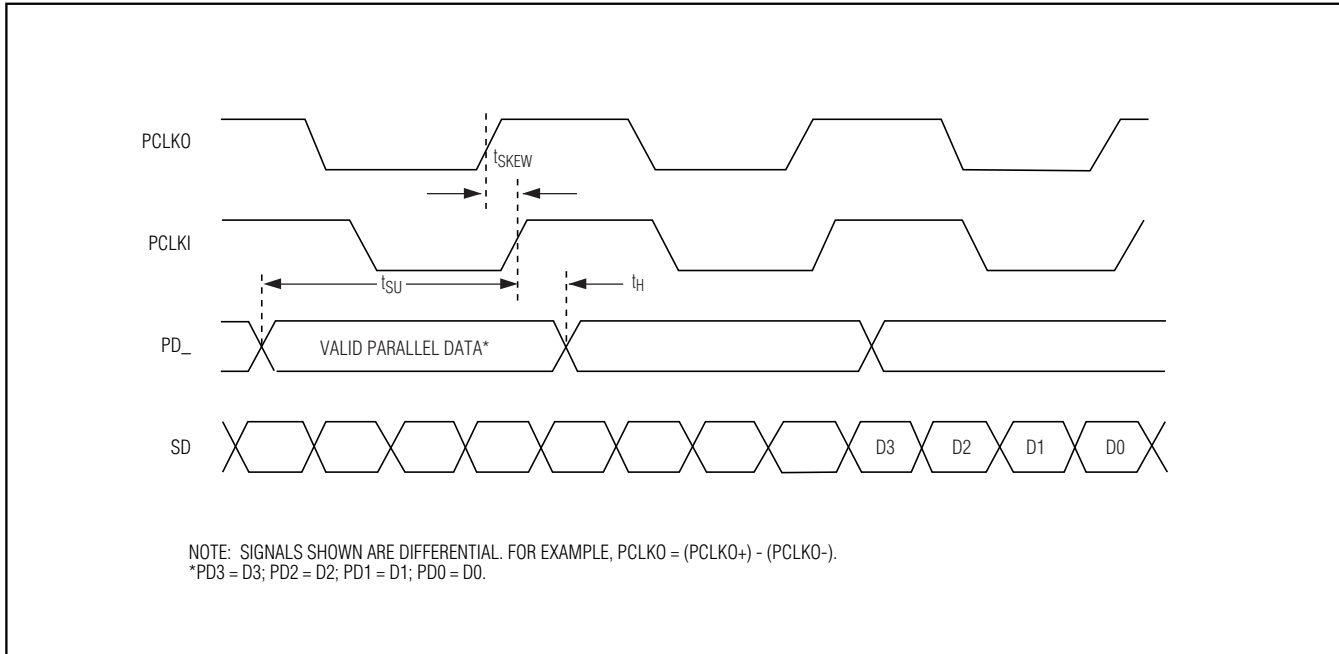 PCLKO
tSKEW
PCLKI
tSU
tH
PD_
VALID PARALLEL DATA*
SD
D3 D2 D1 D0
NOTE: SIGNALS SHOWN ARE DIFFERENTIAL. FOR EXAMPLE, PCLKO = (PCLKO+) - (PCLKO-).
*PD3 = D3; PD2 = D2; PD1 = D1; PD0 = D0.